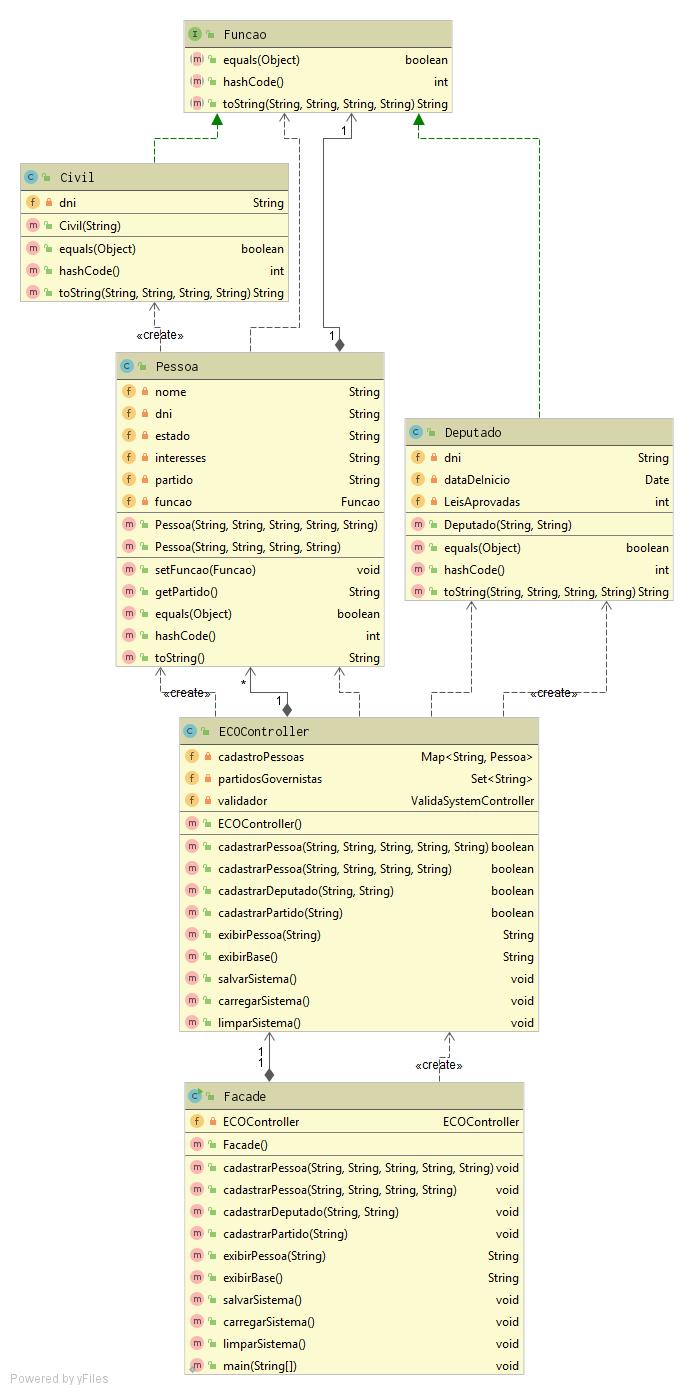 Funcao
equals(Object) boolean
hashCode() int
toString(String, String, String, String) String
1
Civil
dni String
Civil(String)
equals(Object) boolean
hashCode() int
toString(String, String, String, String) String
«create»
1
Pessoa
nome String
dni String
estado String
interesses String
partido String
funcao Funcao
Pessoa(String, String, String, String, String)
Pessoa(String, String, String, String)
setFuncao(Funcao) void
getPartido() String
equals(Object) boolean
hashCode() int
toString() String
Deputado
dni String
dataDeInicio Date
LeisAprovadas int
Deputado(String, String)
equals(Object) boolean
hashCode() int
toString(String, String, String, String) String
«create»
*
1
«create»
ECOController
cadastroPessoas Map<String, Pessoa>
partidosGovernistas Set<String>
validador ValidaSystemController
ECOController()
cadastrarPessoa(String, String, String, String, String) boolean
cadastrarPessoa(String, String, String, String) boolean
cadastrarDeputado(String, String) boolean
cadastrarPartido(String) boolean
exibirPessoa(String) String
exibirBase() String
salvarSistema() void
carregarSistema() void
limparSistema() void
1
1
«create»
Facade
ECOController ECOController
Facade()
cadastrarPessoa(String, String, String, String, String) void
cadastrarPessoa(String, String, String, String) void
cadastrarDeputado(String, String) void
cadastrarPartido(String) void
exibirPessoa(String) String
exibirBase() String
salvarSistema() void
carregarSistema() void
limparSistema() void
main(String[]) void
Powered by yFiles